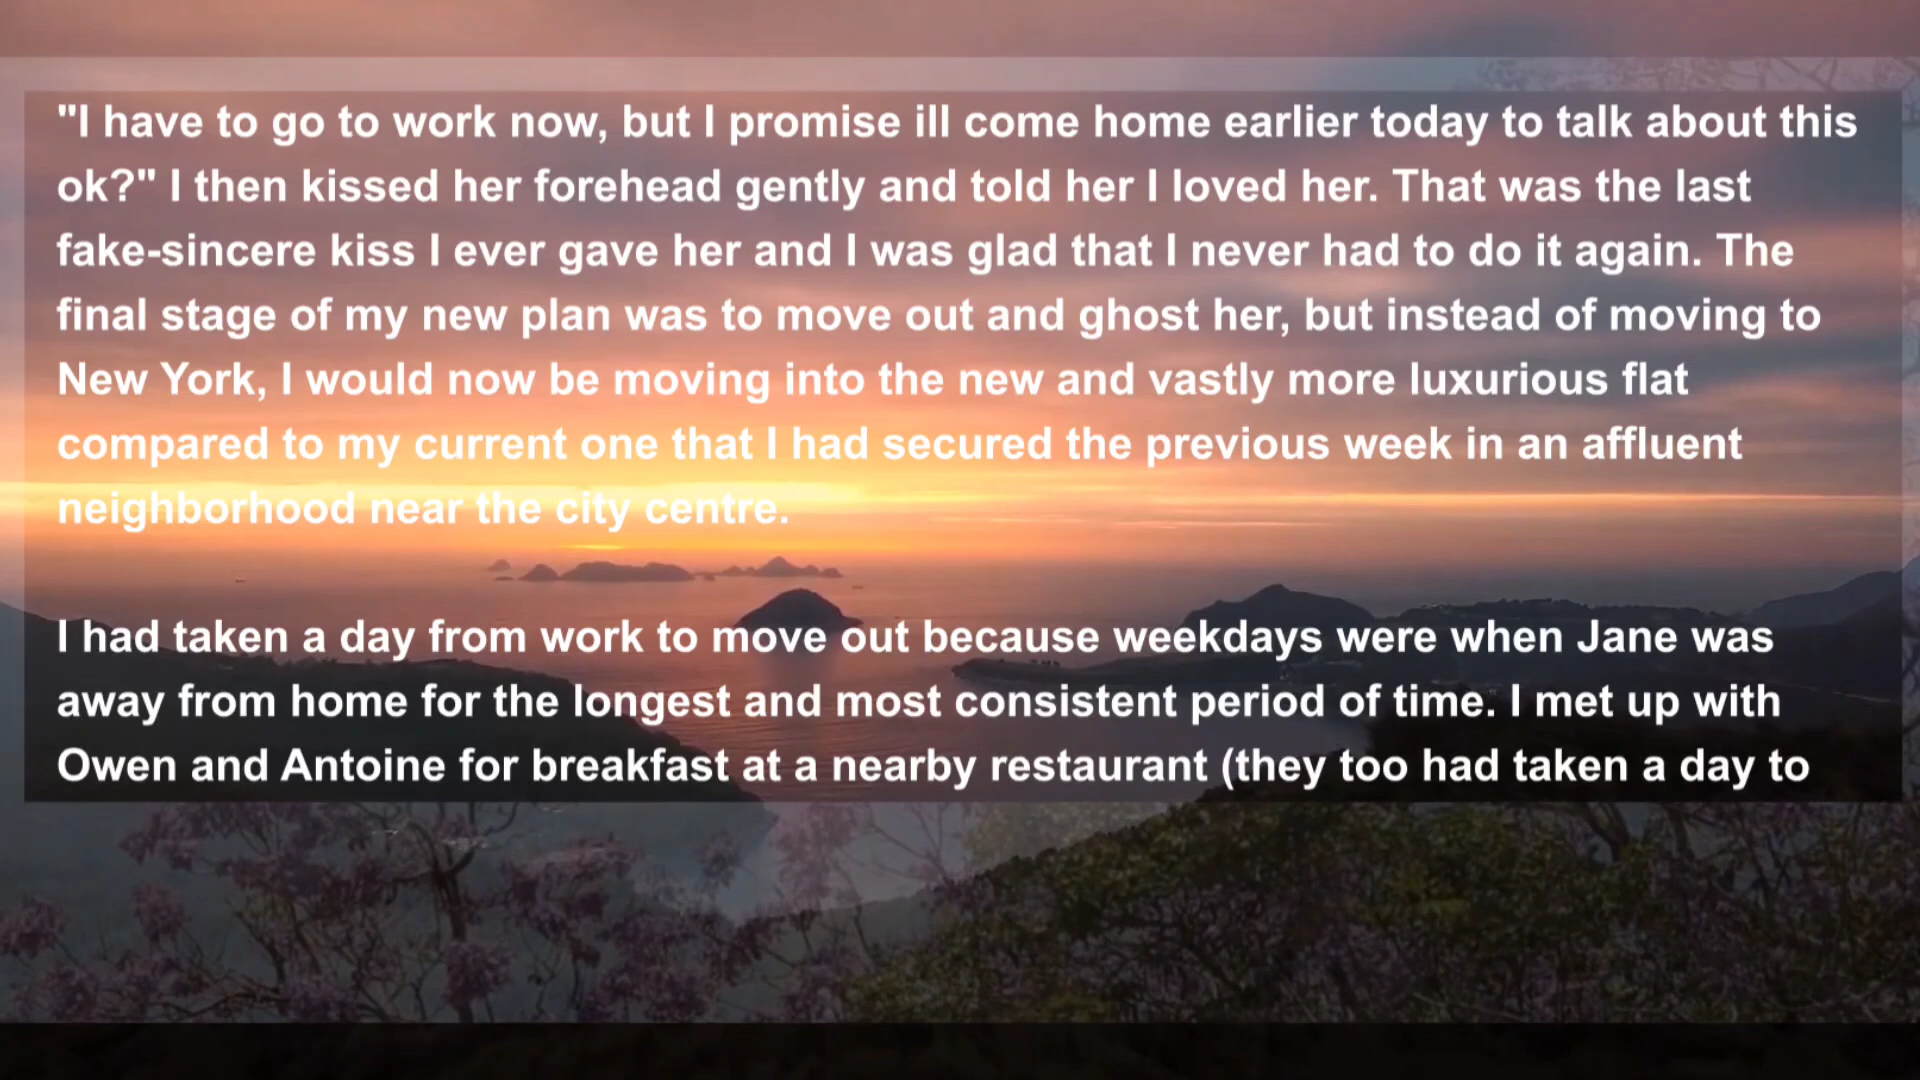 "I have to go to work now, but I promise ill come home earlier today to talk about this
ok?" I then kissed her forehead gently and told her I loved her. That was the last
fake-sincere kiss I ever gave her and I was glad that I never had to do it again. The
final stage of my new plan was to move out and ghost her, but instead of moving to
New York, I would now be moving into the new and vastly more luxurious flat
compared to my current one that I had secured the previous week in an affluent
neighborhood near the city centre.
I had taken a day from work to move out because weekdays were when Jane was
away from home for the longest and most consistent period of time. I met up with
Owen and Antoine for breakfast at a nearby restaurant (they too had taken a day to